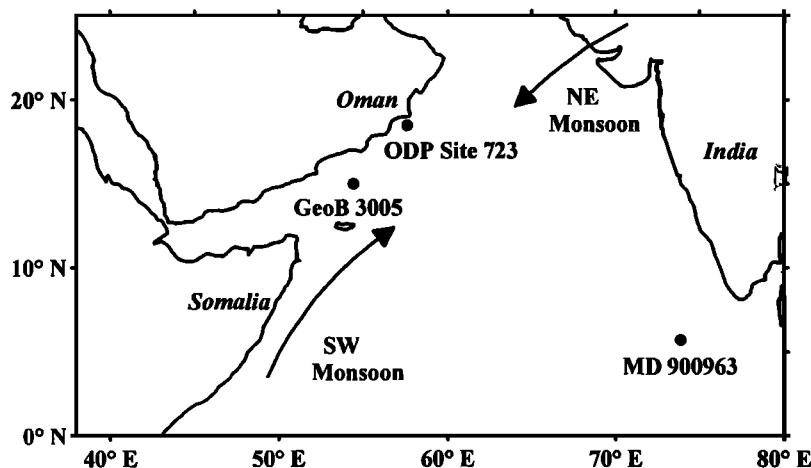 20° N
10° N
0° N
Oman
ODP Site 723
GeoB 3005
NE
Monsoon
India
Somalia
SW
Monsoon
MD 900963
40° E
50° E
60° E
70° E
80° E